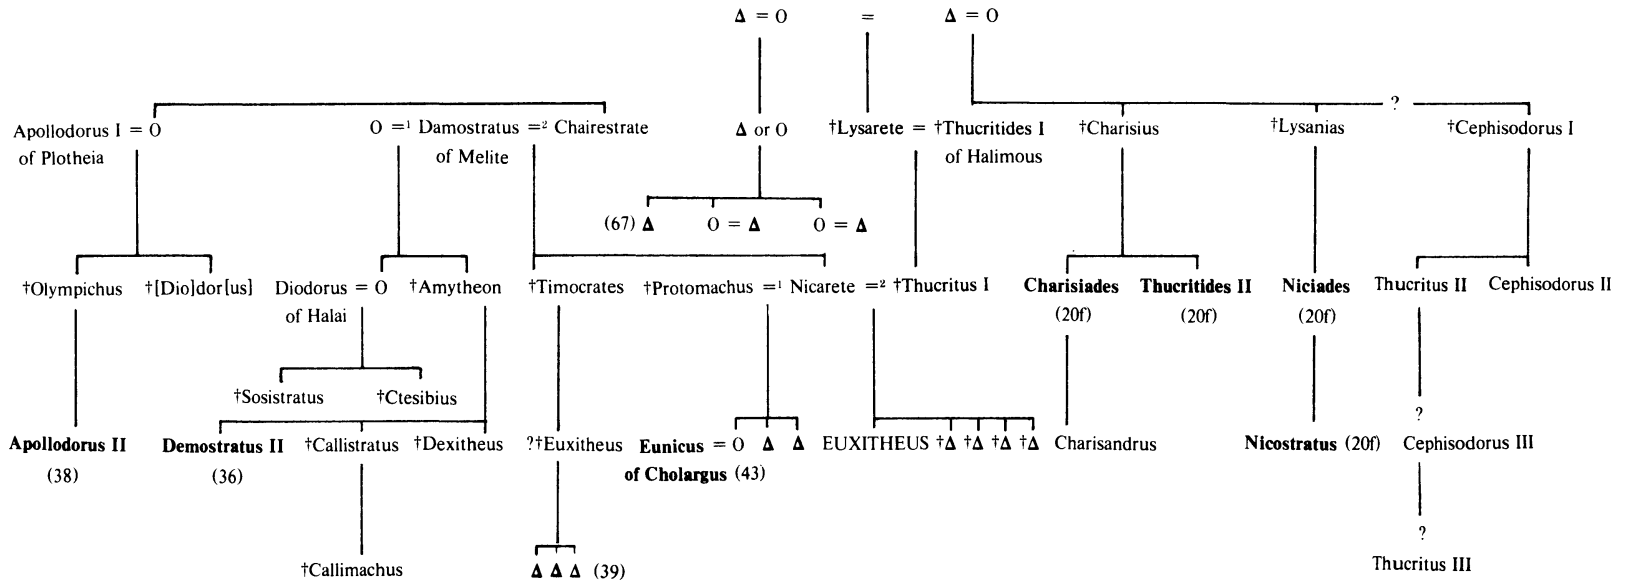 Δ = O = Δ = O
?
Apollodorus I = O O =¹ Damostratus =² Chairestrate Δ or O †Lysarete = †Thucritides I †Charisius †Lysanias †Cephisodorus I
of Plotheia of Melite of Halimous
(67) Δ O = Δ O = Δ
†Olympichus †[Dio]dor[us] Diodorus = O †Amytheon †Timocrates †Protomachus =¹ Nicarete =² †Thucritus I Charisiades Thucritides II Niciades Thucritus II Cephisodorus II
of Halai (20f) (20f) (20f)
†Sosistratus †Ctesibius
?
Apollodorus II Demostratus II †Callistratus †Dexitheus ?†Euxitheus Eunicus = O Δ Δ EUXITHEUS †Δ †Δ †Δ †Δ Charisandrus Nicostratus (20f) Cephisodorus III
(38) (36) of Cholargus (43)
?
†Callimachus Δ Δ Δ (39) Thucritus III